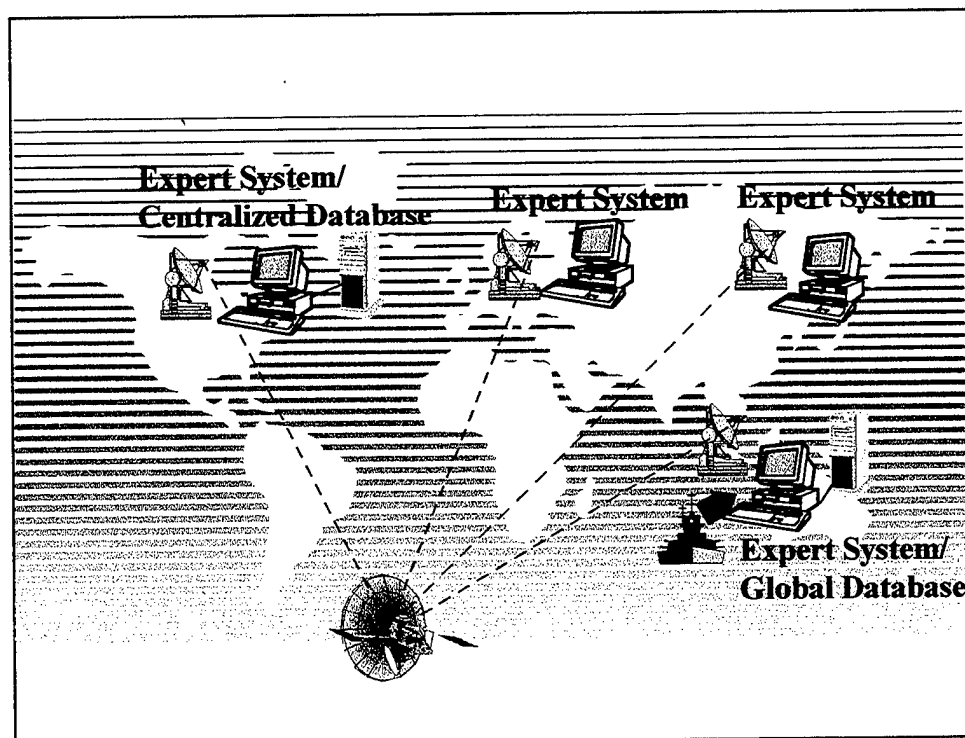 Expert System/
Centralized Database
Expert System
Expert System
Expert System/
Global Database